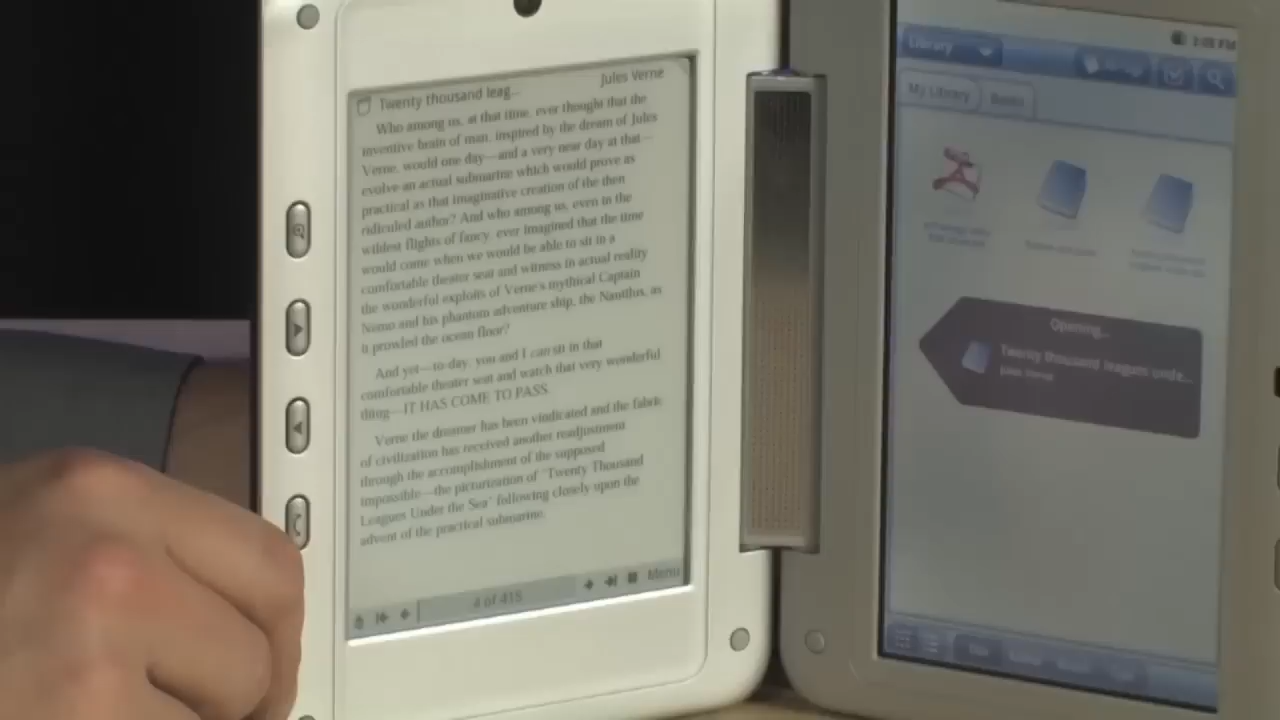 Twenty thousand leag...
Jules Verne
Who among us, at that time, ever thought that the
inventive brain of man, inspired by the dream of Jules
Verne, would one day—and a very near day at that—
evolve an actual submarine which would prove as
practical as that imaginative creation of the then
ridiculed author? And who among us, even in the
wildest flights of fancy, ever imagined that the time
would come when we would be able to sit in a
comfortable theater seat and witness in actual reality
the wonderful exploits of Verne's mythical Captain
Nemo and his phantom adventure ship, the Nautilus, as
it prowled the ocean floor?
And yet—to-day, you and I can sit in that
comfortable theater seat and watch that very wonderful
thing—IT HAS COME TO PASS.
Verne the dreamer has been vindicated and the fabric
of civilization has received another readjustment
through the accomplishment of the supposed
impossible—the picturization of "Twenty Thousand
Leagues Under the Sea" following closely upon the
advent of the practical submarine.
4 of 415
Menu
Library
My Library
Books
Opening...
Twenty thousand leagues unde...
Jules Verne